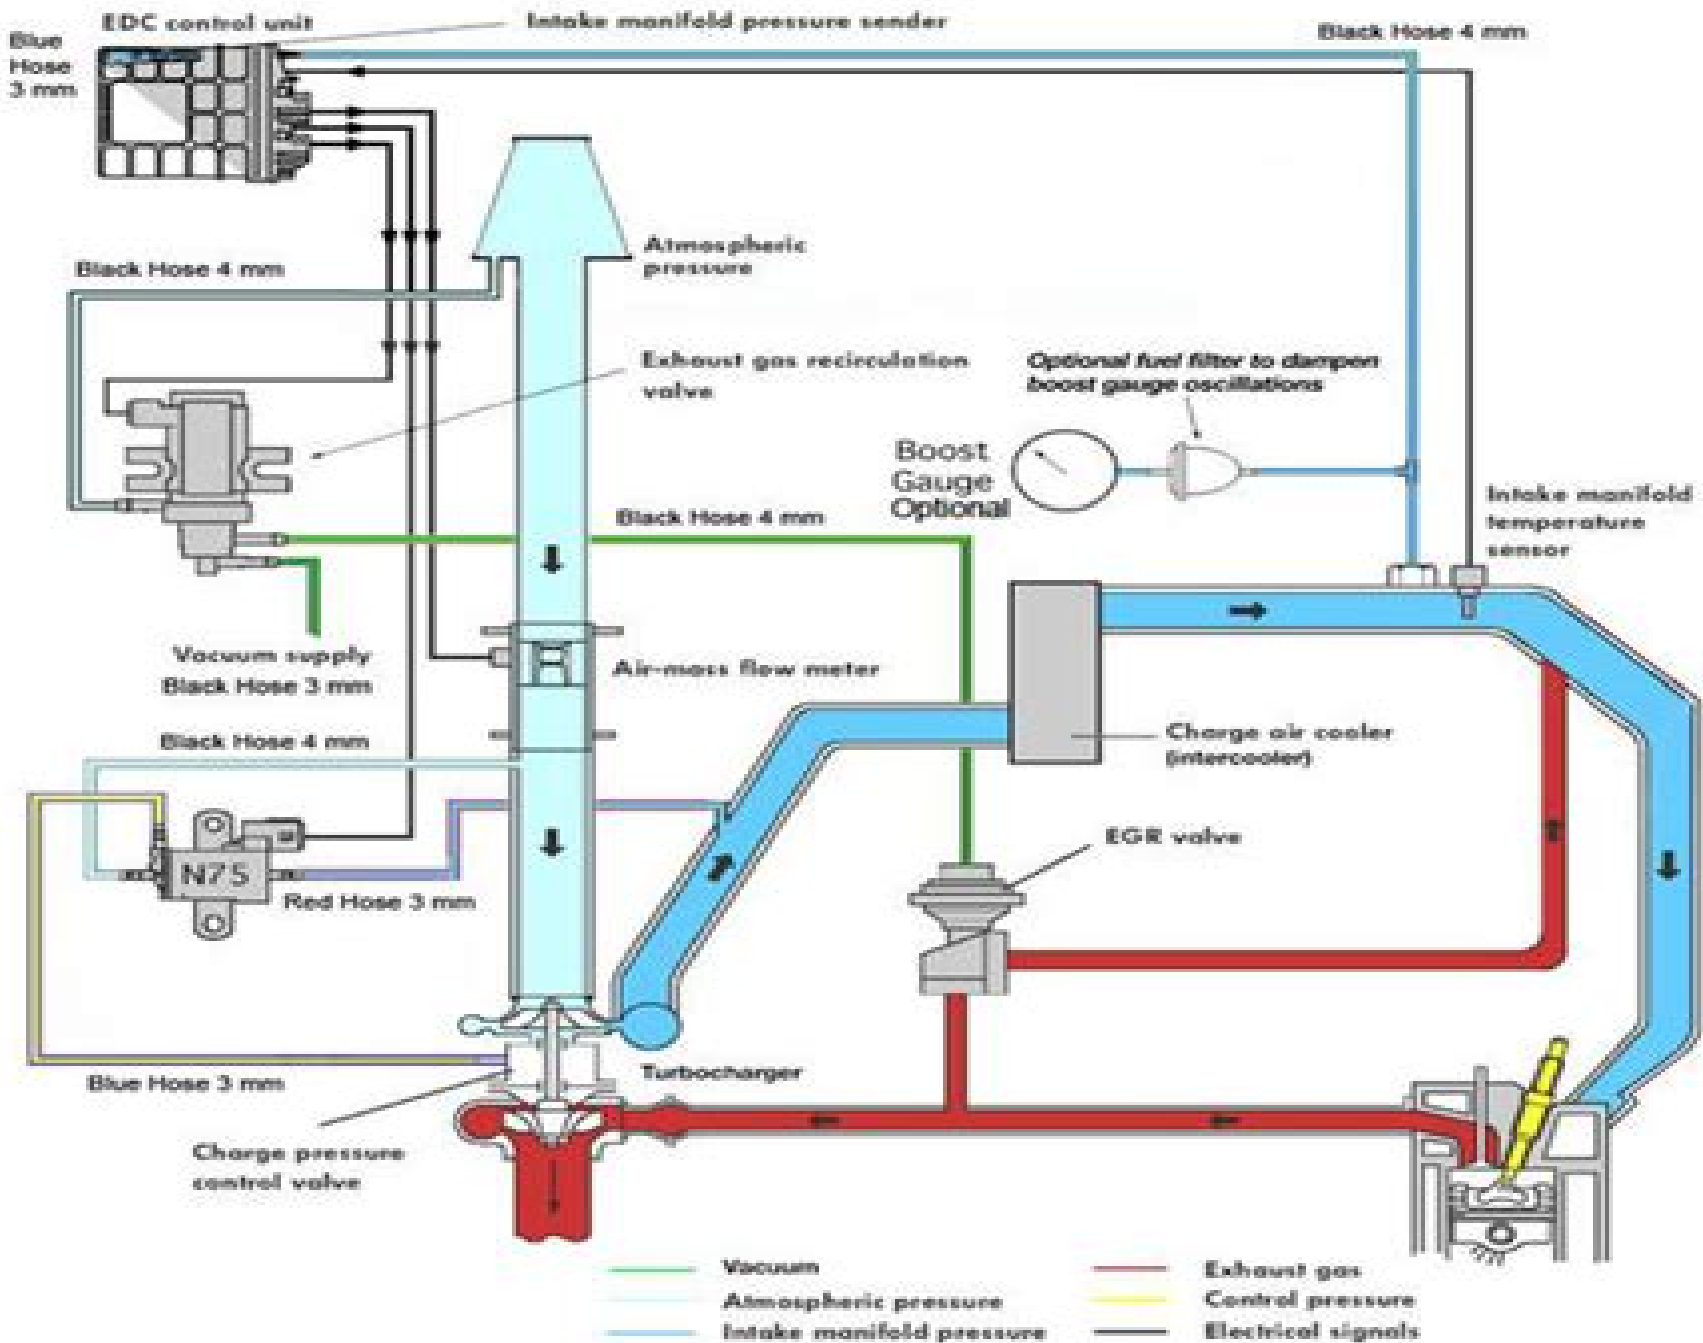 EDC control unit
Intake manifold pressure sender
Black Hose 4 mm
Blue
Hose
3 mm
Atmospheric
pressure
Black Hose 4 mm
Exhaust gas recirculation
valve
Optional fuel filter to dampen
boost gauge oscillations
Boost
Gauge
Optional
Intake manifold
temperature
sensor
Black Hose 4 mm
Vacuum supply
Black Hose 3 mm
Air-mass flow meter
Black Hose 4 mm
Charge air cooler
(intercooler)
EGR valve
N75
Red Hose 3 mm
Blue Hose 3 mm
Turbocharger
Charge pressure
control valve
Vacuum
Atmospheric pressure
Intake manifold pressure
Exhaust gas
Control pressure
Electrical signals